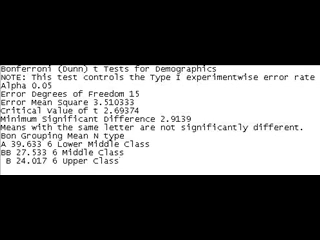 Bonferroni (Dunn) t Tests for Demographics
NOTE: This test controls the Type I experimentwise error rate
Alpha 0.05
Error Degrees of Freedom 15
Error Mean Square 3.510333
Critical Value of t 2.69374
Minimum Significant Difference 2.9139
Means with the same letter are not significantly different.
Bon Grouping Mean N type
A 39.633 6 Lower Middle Class
BB 27.533 6 Middle Class
B 24.017 6 Upper Class